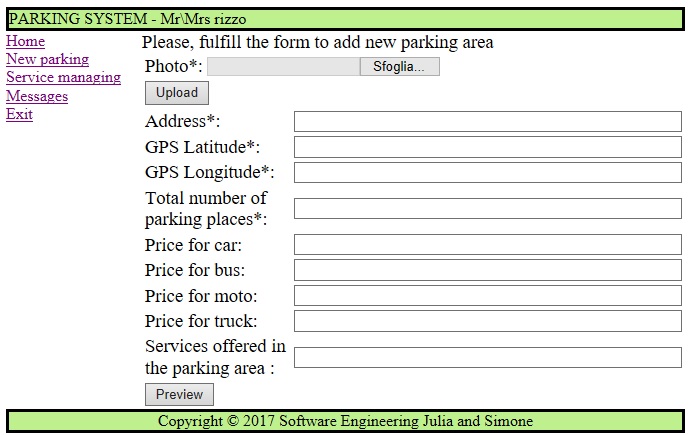 PARKING SYSTEM - Mr\Mrs rizzo
Home
New parking
Service managing
Messages
Exit
Please, fulfill the form to add new parking area
Photo*: Sfoglia...
Upload
Address*:
GPS Latitude*:
GPS Longitude*:
Total number of
parking places*:
Price for car:
Price for bus:
Price for moto:
Price for truck:
Services offered in
the parking area :
Preview
Copyright © 2017 Software Engineering Julia and Simone